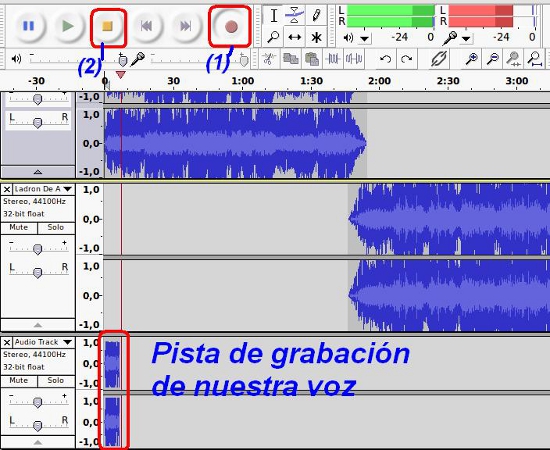 L
R
-24
0
-24
0
(2)
(1)
-30
0
30
1:00
1:30
2:00
2:30
3:00
- +
L R
-1,0
1,0
0,0
-1,0
Ladron De A
Stereo, 44100Hz
32-bit float
Mute Solo
- +
L R
1,0
0,0
-1,0
1,0
0,0
-1,0
Audio Track
Stereo, 44100Hz
32-bit float
Mute Solo
- +
L R
1,0
0,0
-1,0
1,0
0,0
-1,0
Pista de grabación
de nuestra voz